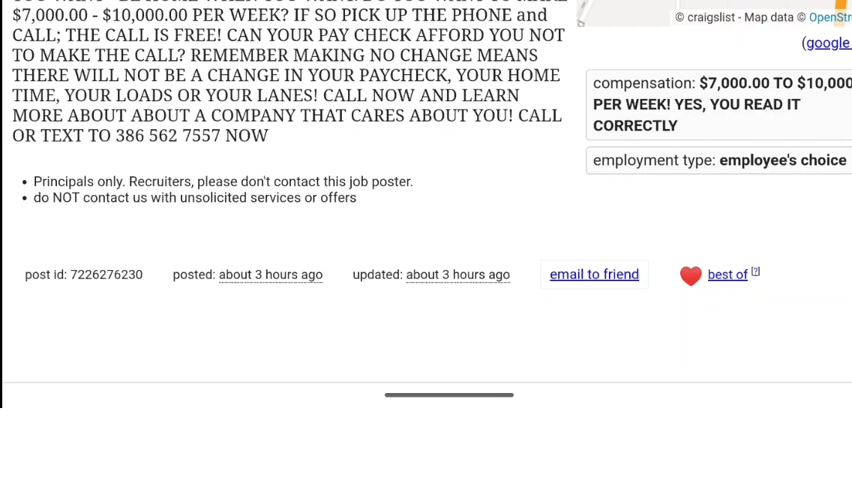 $7,000.00 - $10,000.00 PER WEEK? IF SO PICK UP THE PHONE and
CALL; THE CALL IS FREE! CAN YOUR PAY CHECK AFFORD YOU NOT
TO MAKE THE CALL? REMEMBER MAKING NO CHANGE MEANS
THERE WILL NOT BE A CHANGE IN YOUR PAYCHECK, YOUR HOME
TIME, YOUR LOADS OR YOUR LANES! CALL NOW AND LEARN
MORE ABOUT ABOUT A COMPANY THAT CARES ABOUT YOU! CALL
OR TEXT TO 386 562 7557 NOW
• Principals only. Recruiters, please don't contact this job poster.
• do NOT contact us with unsolicited services or offers
© craigslist - Map data © OpenStr
(google
compensation: $7,000.00 TO $10,000
PER WEEK! YES, YOU READ IT
CORRECTLY
employment type: employee's choice
post id: 7226276230 posted: about 3 hours ago updated: about 3 hours ago email to friend best of [?]